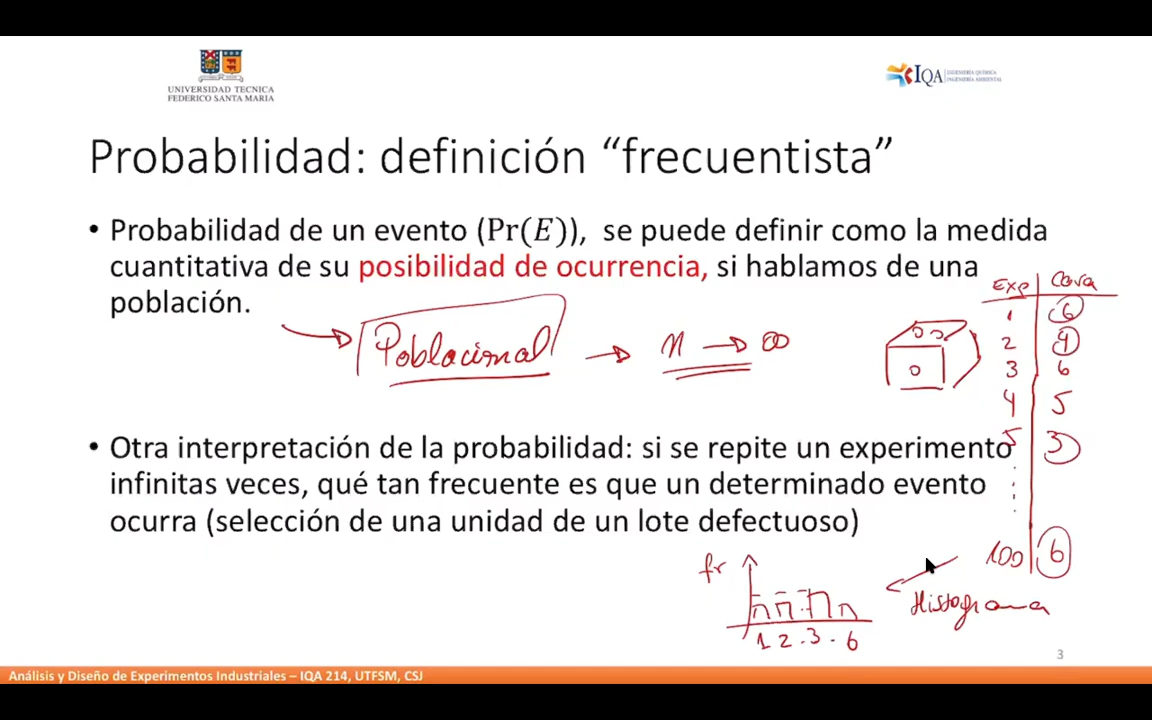 UNIVERSIDAD TECNICA
FEDERICO SANTA MARIA
IQA
INGENIERÍA QUÍMICA
INGENIERÍA AMBIENTAL
Probabilidad: definición “frecuentista”
• Probabilidad de un evento (Pr(E)), se puede definir como la medida
cuantitativa de su posibilidad de ocurrencia, si hablamos de una
población.
Poblacional → n → ∞
Exp Cara
1 6
2 4
3 6
4 5
5 3
100 6
• Otra interpretación de la probabilidad: si se repite un experimento
infinitas veces, qué tan frecuente es que un determinado evento
ocurra (selección de una unidad de un lote defectuoso)
fr
1 2 . 3 . 6
Histograma
3
Análisis y Diseño de Experimentos Industriales – IQA 214, UTFSM, CSJ